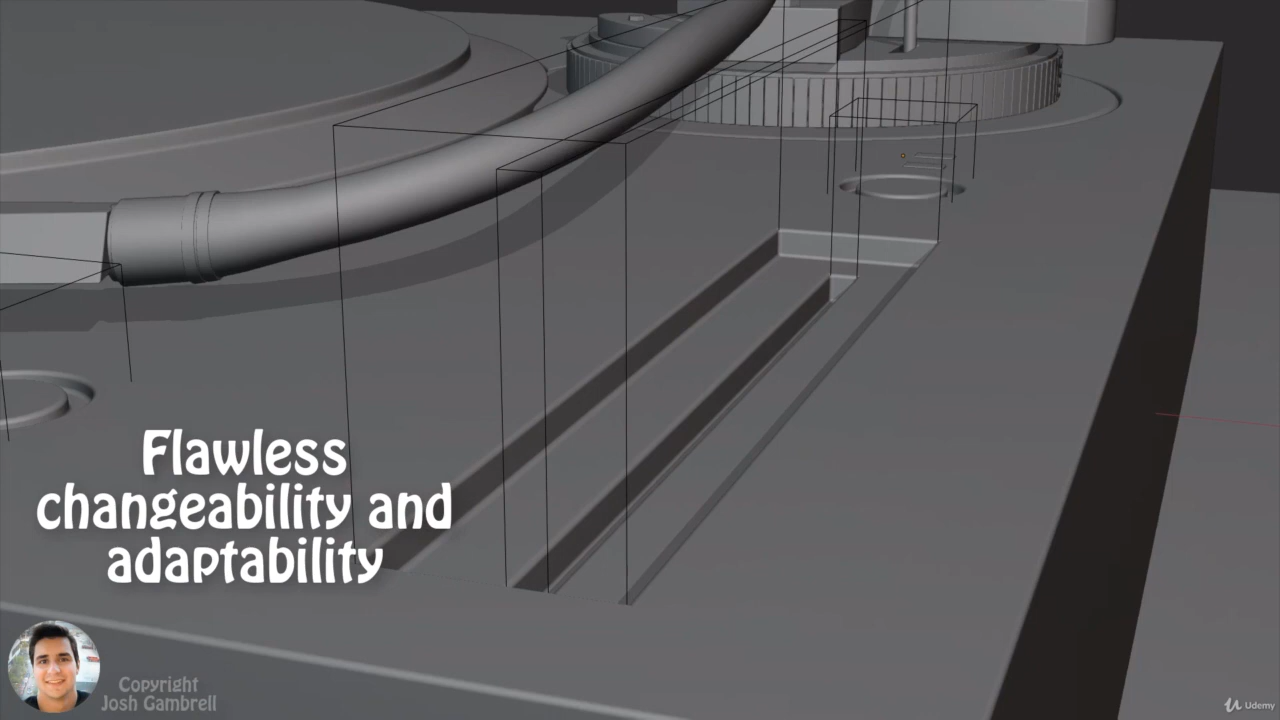 Flawless
changeability and
adaptability
Copyright
Josh Gambrell
Udemy